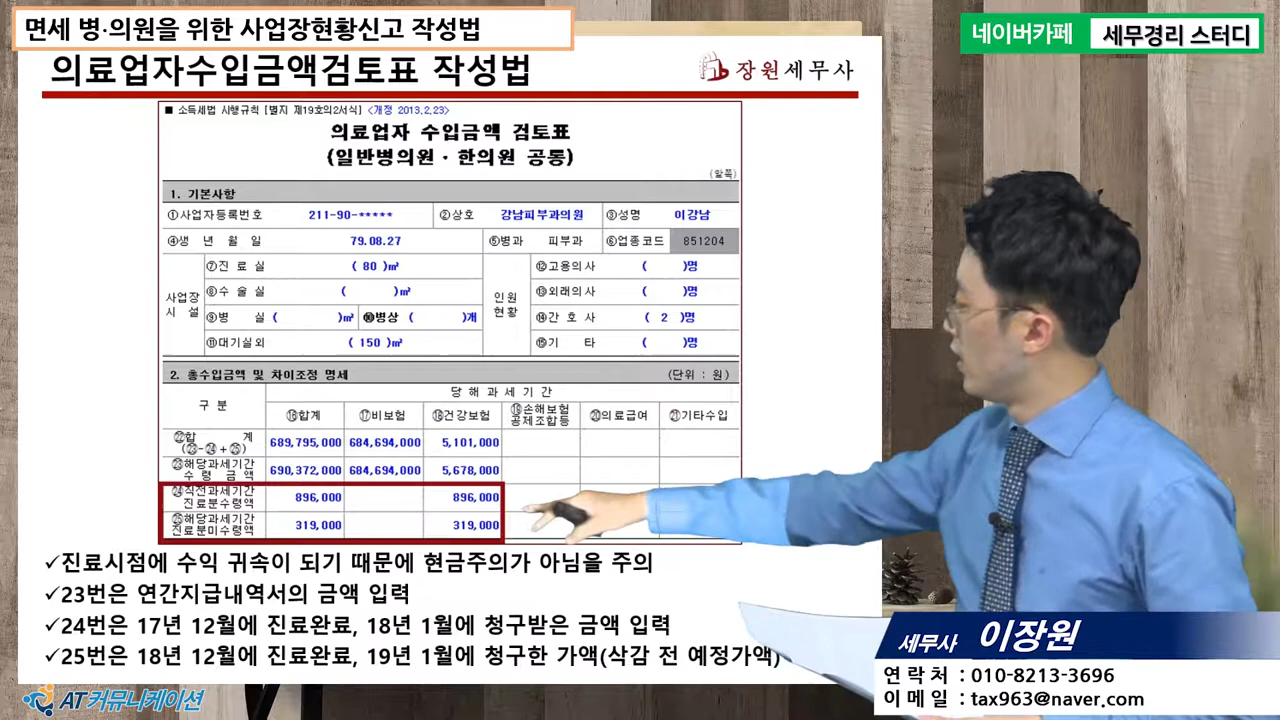 면세 병·의원을 위한 사업장현황신고 작성법
네이버카페 세무경리 스터디
의료업자수입금액검토표 작성법
장원세무사
■ 소득세법 시행규칙 [별지 제19호의2서식] <개정 2013.2.23>
의료업자 수입금액 검토표
(일반병의원 · 한의원 공통)
(앞쪽)
1. 기본사항
①사업자등록번호 211-90-***** ②상호 강남피부과의원 ③성명 이강남
④생 년 월 일 79.08.27 ⑤병과 피부과 ⑥업종코드 851204
사업장 시 설
⑦진 료 실 ( 80 )㎡
⑧수 술 실 ( )㎡
⑨병 실 ( )㎡ ⑩병상 ( )개
⑪대기실외 ( 150 )㎡
인원 현황
⑫고용의사 ( )명
⑬외래의사 ( )명
⑭간 호 사 ( 2 )명
⑮기 타 ( )명
2. 총수입금액 및 차이조정 명세 (단위 : 원)
구 분 당 해 과 세 기 간
⑯합계 ⑰비보험 ⑱건강보험 ⑲손해보험 공제조합등 ⑳의료급여 ㉑기타수입
㉒합 계 (㉓-㉔+㉕) 689,795,000 684,694,000 5,101,000
㉓해당과세기간 수 령 금 액 690,372,000 684,694,000 5,678,000
㉔직전과세기간 진료분수령액 896,000 896,000
㉕해당과세기간 진료분미수령액 319,000 319,000
✓진료시점에 수익 귀속이 되기 때문에 현금주의가 아님을 주의
✓23번은 연간지급내역서의 금액 입력
✓24번은 17년 12월에 진료완료, 18년 1월에 청구받은 금액 입력
✓25번은 18년 12월에 진료완료, 19년 1월에 청구한 가액(삭감 전 예정가액)
세무사 이장원
연 락 처 : 010-8213-3696
이 메 일 : tax963@naver.com
AT커뮤니케이션